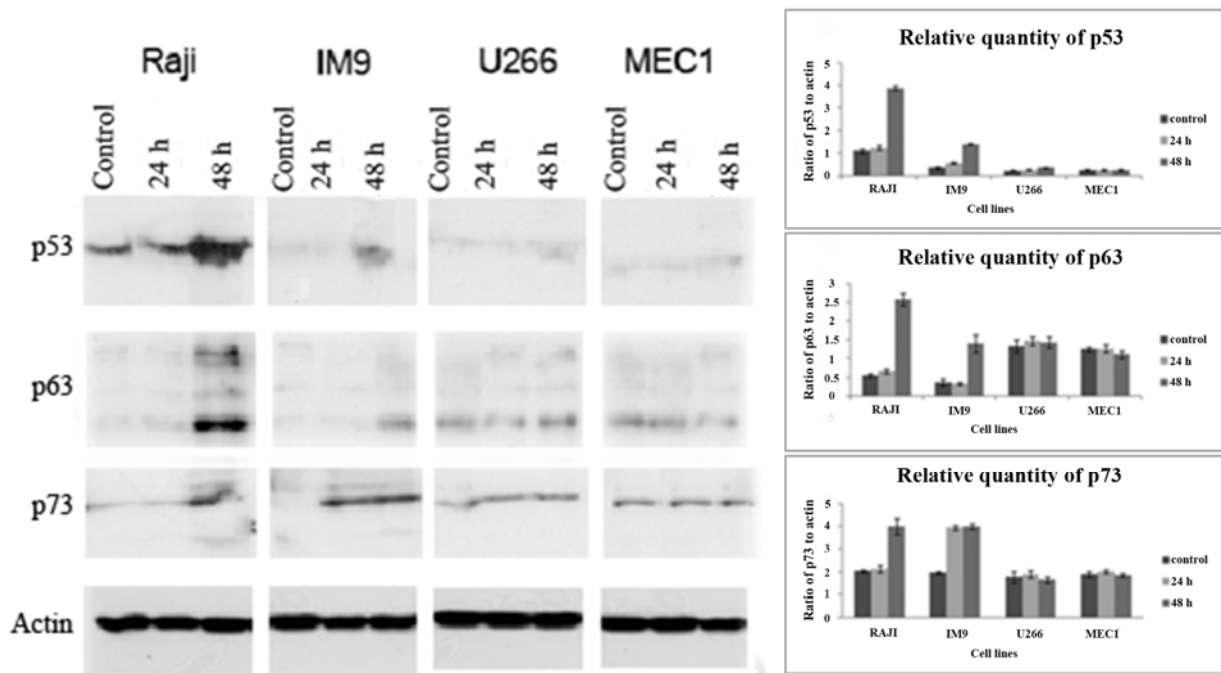 Raji IM9 U266 MEC1
Control 24 h 48 h Control 24 h 48 h Control 24 h 48 h Control 24 h 48 h
p53
p63
p73
Actin
Relative quantity of p53
Ratio of p53 to actin
5
4
3
2
1
0
RAJI IM9 U266 MEC1
Cell lines
control
24 h
48 h
Relative quantity of p63
Ratio of p63 to actin
3
2.5
2
1.5
1
0.5
0
RAJI IM9 U266 MEC1
Cell lines
control
24 h
48 h
Relative quantity of p73
Ratio of p73 to actin
5
4
3
2
1
0
RAJI IM9 U266 MEC1
Cell lines
control
24 h
48 h